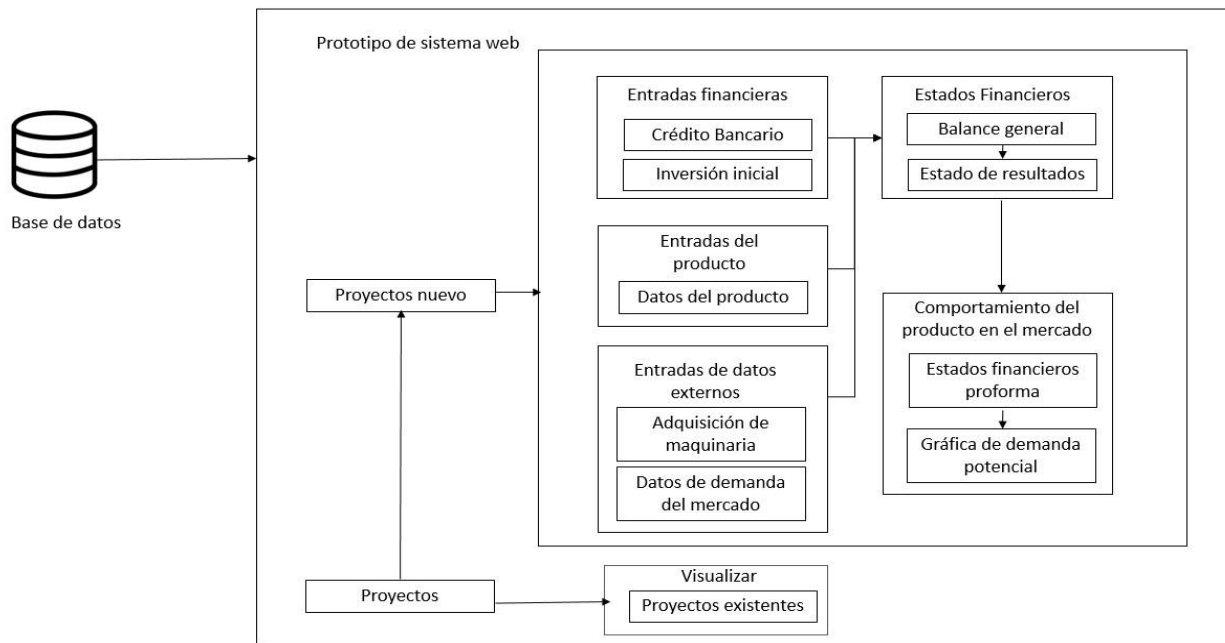 Prototipo de sistema web
Base de datos
Entradas financieras
Crédito Bancario
Inversión inicial
Estados Financieros
Balance general
Estado de resultados
Entradas del
producto
Datos del producto
Proyectos nuevo
Comportamiento del
producto en el mercado
Estados financieros
proforma
Gráfica de demanda
potencial
Entradas de datos
externos
Adquisición de
maquinaria
Datos de demanda
del mercado
Proyectos
Visualizar
Proyectos existentes